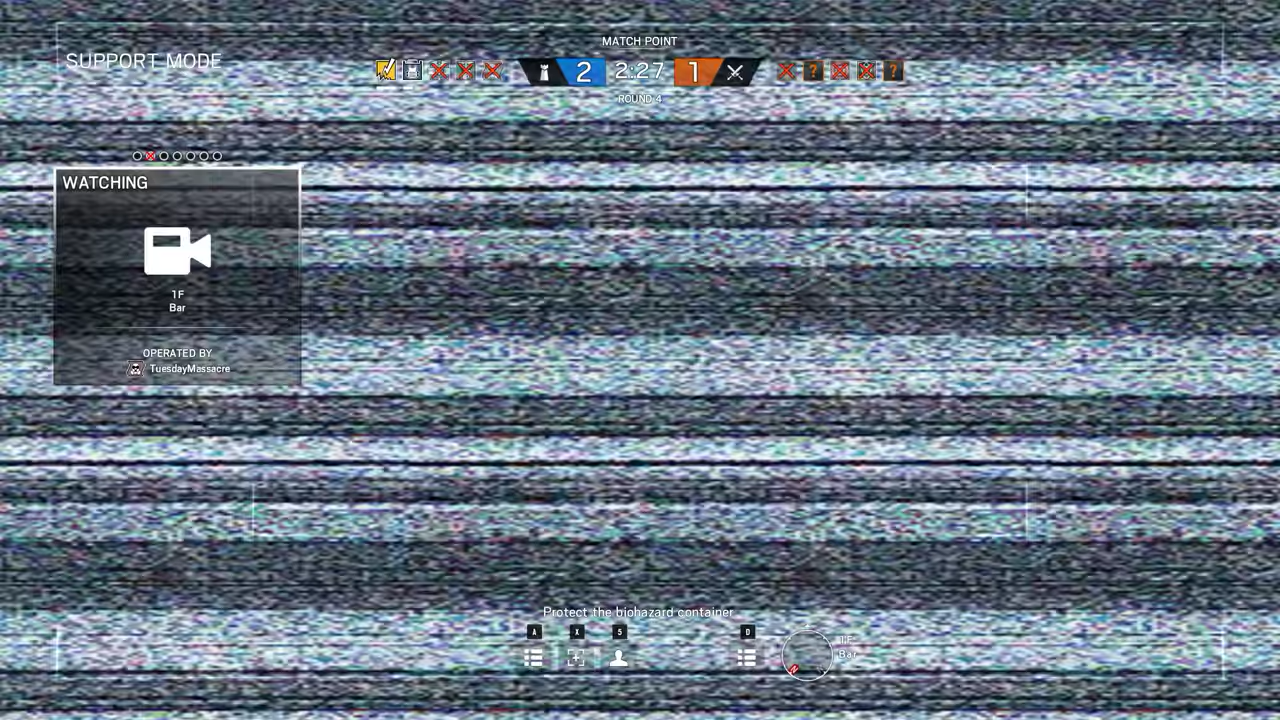 SUPPORT MODE
MATCH POINT
2 2:27 1
? ?
ROUND 4
WATCHING
1F
Bar
OPERATED BY
TuesdayMassacre
Protect the biohazard container
A X 5 D
N
1F
Bar